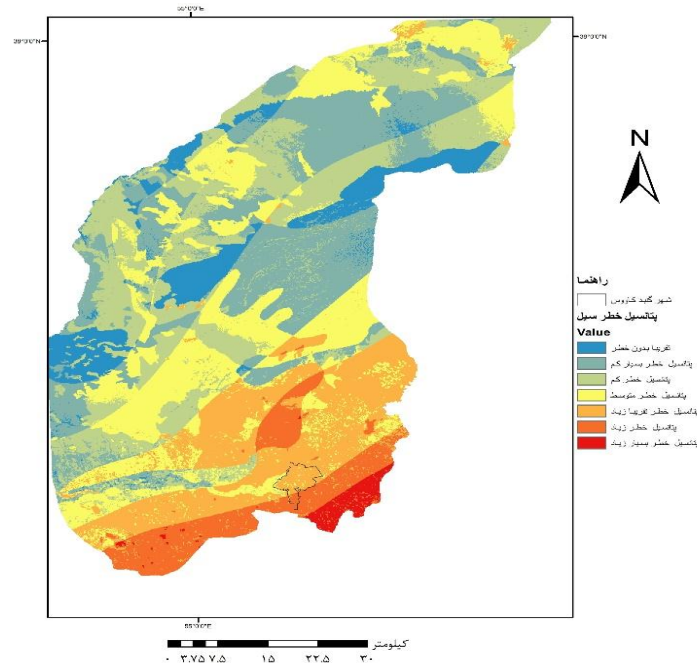 55°0'0"E
39°0'0"N
39°0'0"N
N
راهنما
شهر گنبد کاووس
پتانسیل خطر سیل
Value
تقریبا بدون خطر
پتانسیل خطر بسیار کم
پتانسیل خطر کم
پتانسیل خطر متوسط
پتانسیل خطر تقریبا زیاد
پتانسیل خطر زیاد
پتانسیل خطر بسیار زیاد
55°0'0"E
کیلومتر
۰ ۳.۷۵ ۷.۵ ۱۵ ۲۲.۵ ۳۰